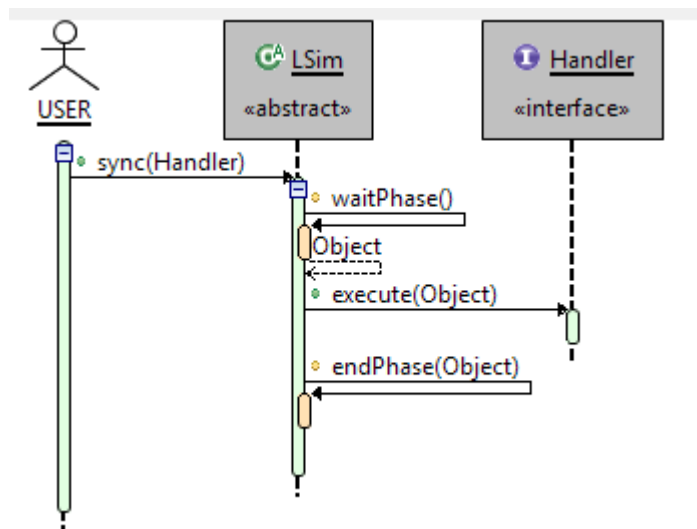 LSim
Handler
USER
«abstract»
«interface»
sync(Handler)
waitPhase()
Object
execute(Object)
endPhase(Object)